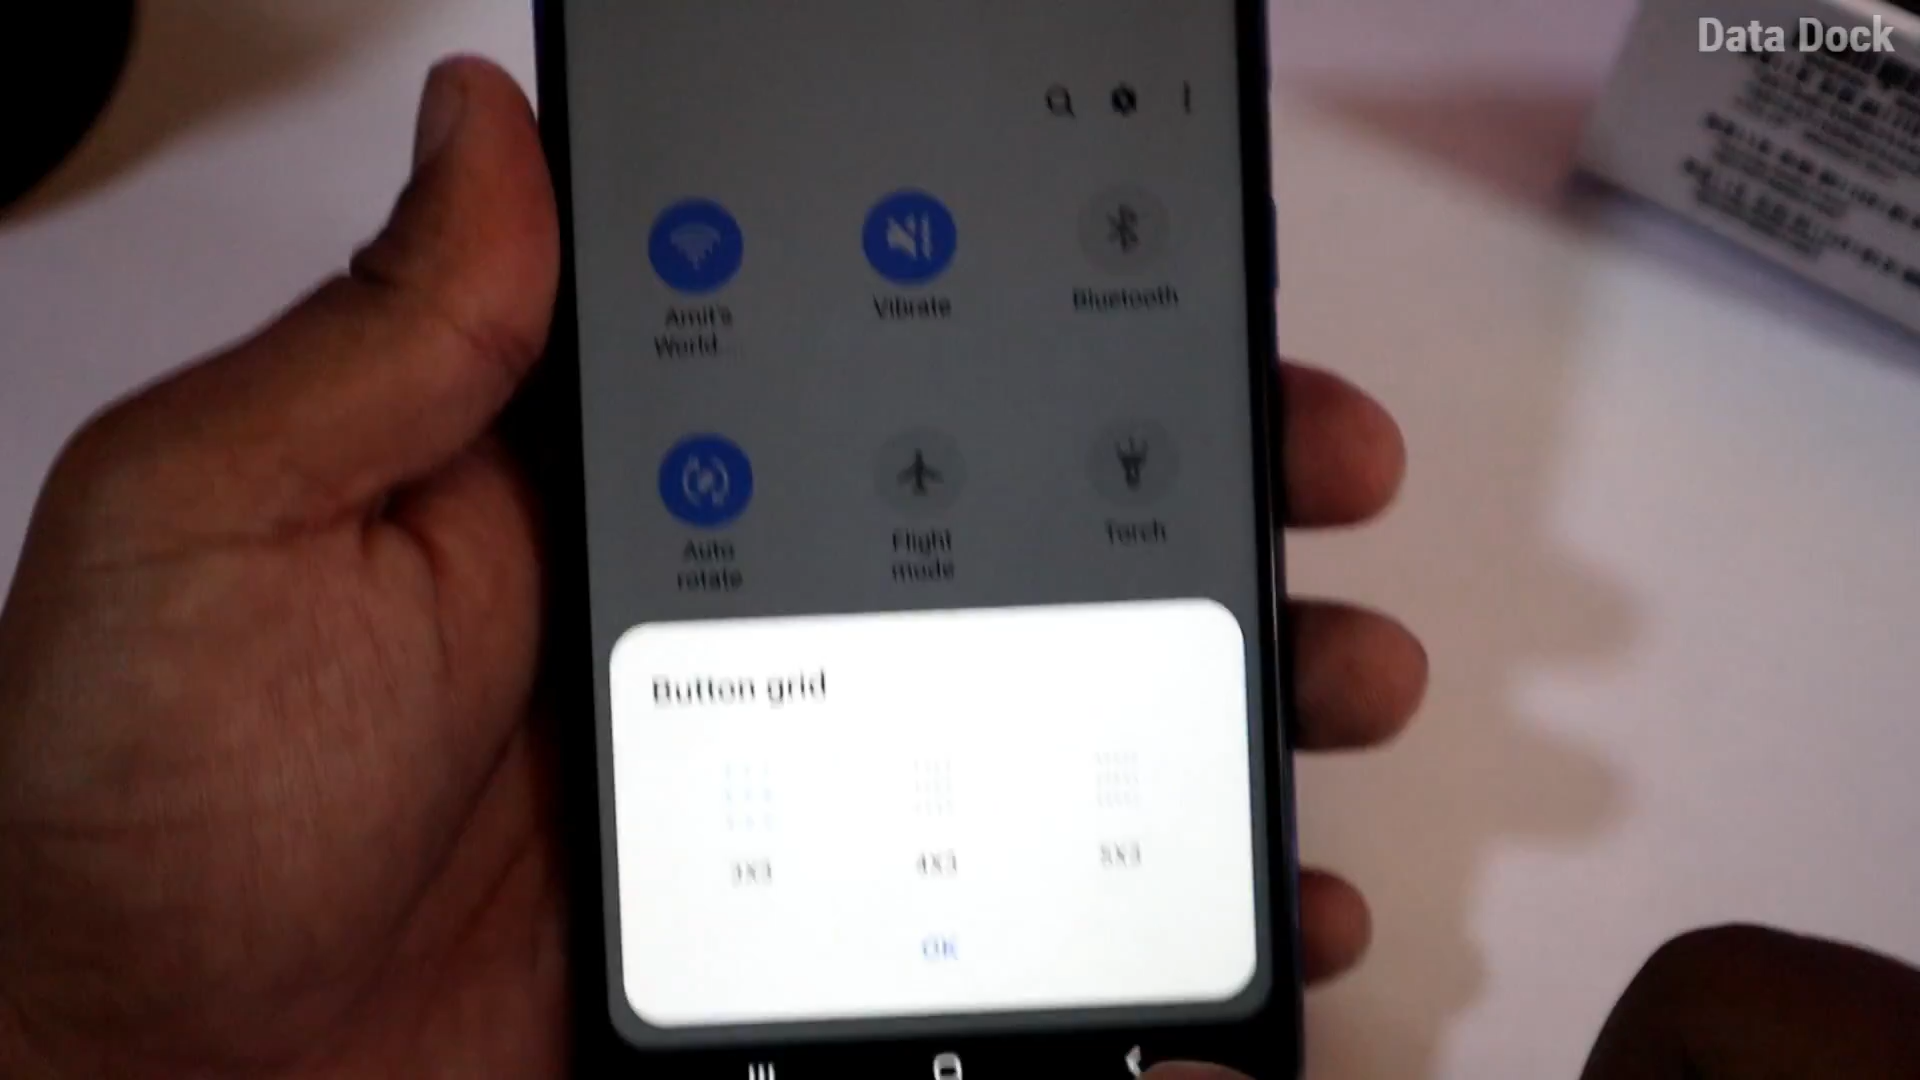 Data Dock
Amit's
World...
Vibrate
Bluetooth
Auto
rotate
Flight
mode
Torch
Button grid
3X3
4X3
5X3
OK